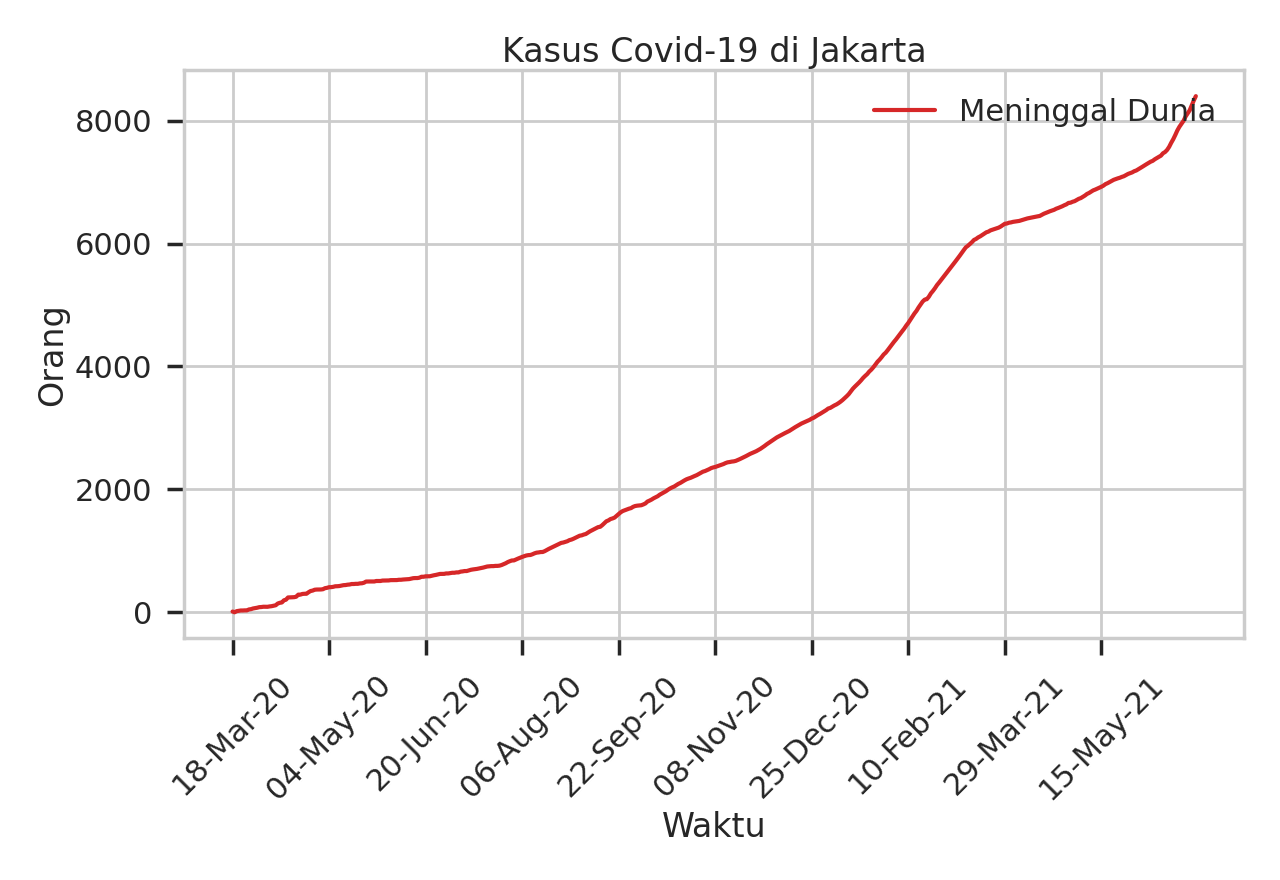 Kasus Covid-19 di Jakarta
Meninggal Dunia
8000
6000
4000
2000
0
Orang
18-Mar-20
04-May-20
20-Jun-20
06-Aug-20
22-Sep-20
08-Nov-20
25-Dec-20
10-Feb-21
29-Mar-21
15-May-21
Waktu